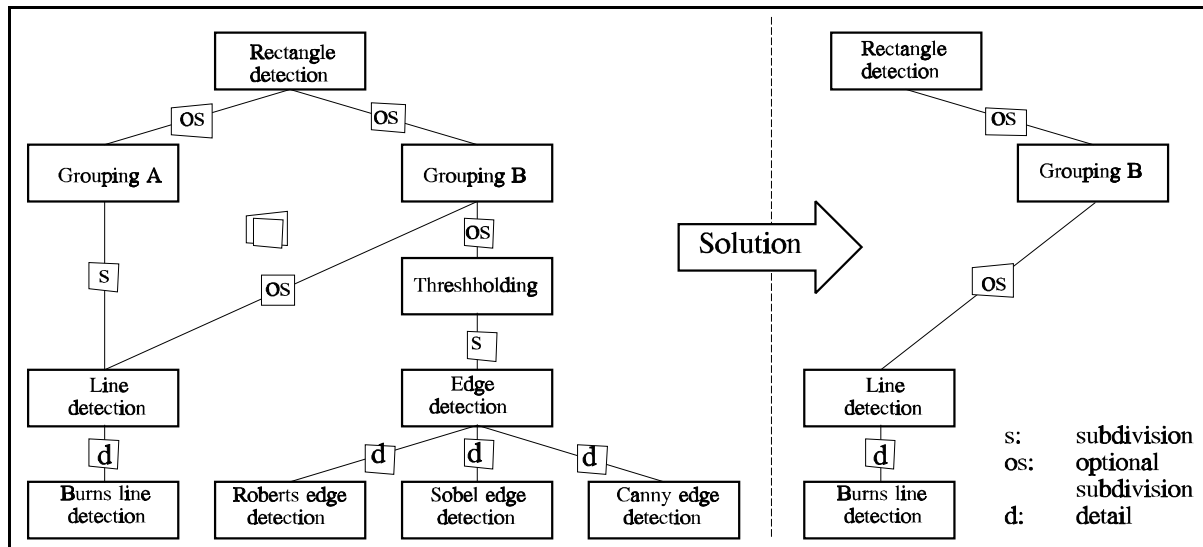 Rectangle
detection
os
os
Grouping A
Grouping B
s
os
os
Threshholding
s
Line
detection
Edge
detection
d
d
d
d
Burns line
detection
Roberts edge
detection
Sobel edge
detection
Canny edge
detection
Solution
Rectangle
detection
os
Grouping B
os
Line
detection
d
Burns line
detection
s: subdivision
os: optional
subdivision
d: detail